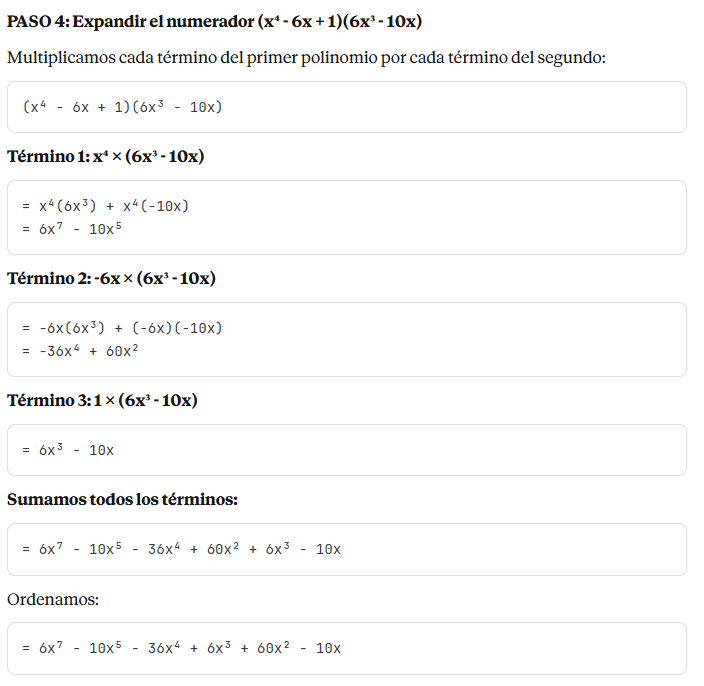 PASO 4: Expandir el numerador (x⁴ - 6x + 1)(6x³ - 10x)
Multiplicamos cada término del primer polinomio por cada término del segundo:
(x⁴ - 6x + 1)(6x³ - 10x)
Término 1: x⁴ × (6x³ - 10x)
= x⁴(6x³) + x⁴(-10x)
= 6x⁷ - 10x⁵
Término 2: -6x × (6x³ - 10x)
= -6x(6x³) + (-6x)(-10x)
= -36x⁴ + 60x²
Término 3: 1 × (6x³ - 10x)
= 6x³ - 10x
Sumamos todos los términos:
= 6x⁷ - 10x⁵ - 36x⁴ + 60x² + 6x³ - 10x
Ordenamos:
= 6x⁷ - 10x⁵ - 36x⁴ + 6x³ + 60x² - 10x